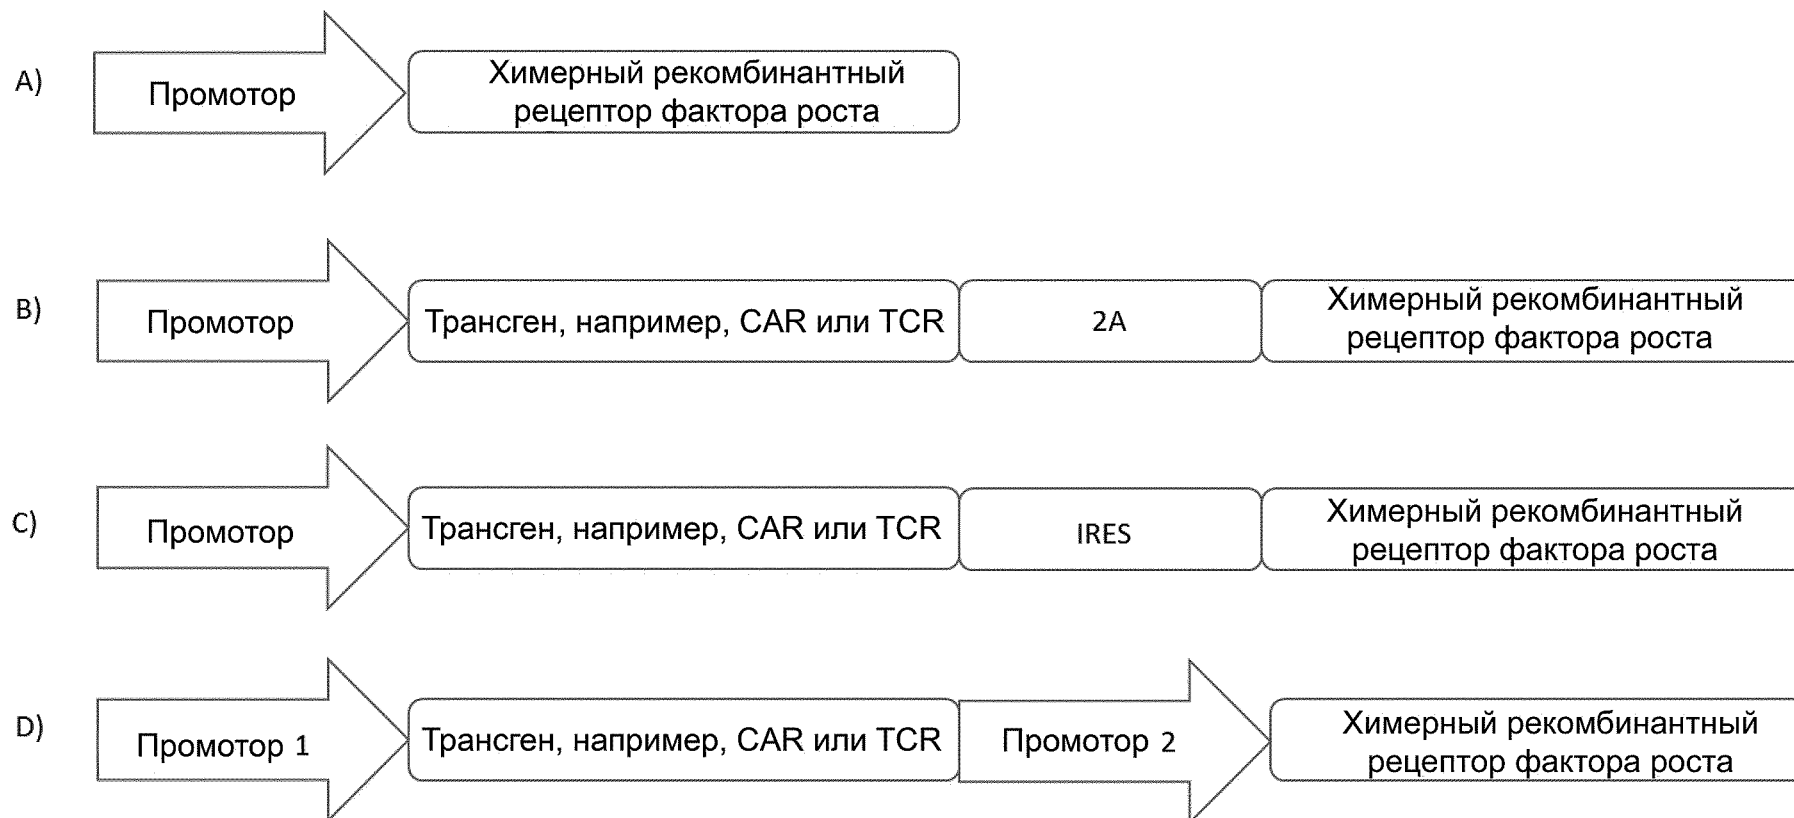 A)
Промотор
Химерный рекомбинантный
рецептор фактора роста
B)
Промотор
Трансген, например, CAR или TCR
2A
Химерный рекомбинантный
рецептор фактора роста
C)
Промотор
Трансген, например, CAR или TCR
IRES
Химерный рекомбинантный
рецептор фактора роста
D)
Промотор 1
Трансген, например, CAR или TCR
Промотор 2
Химерный рекомбинантный
рецептор фактора роста